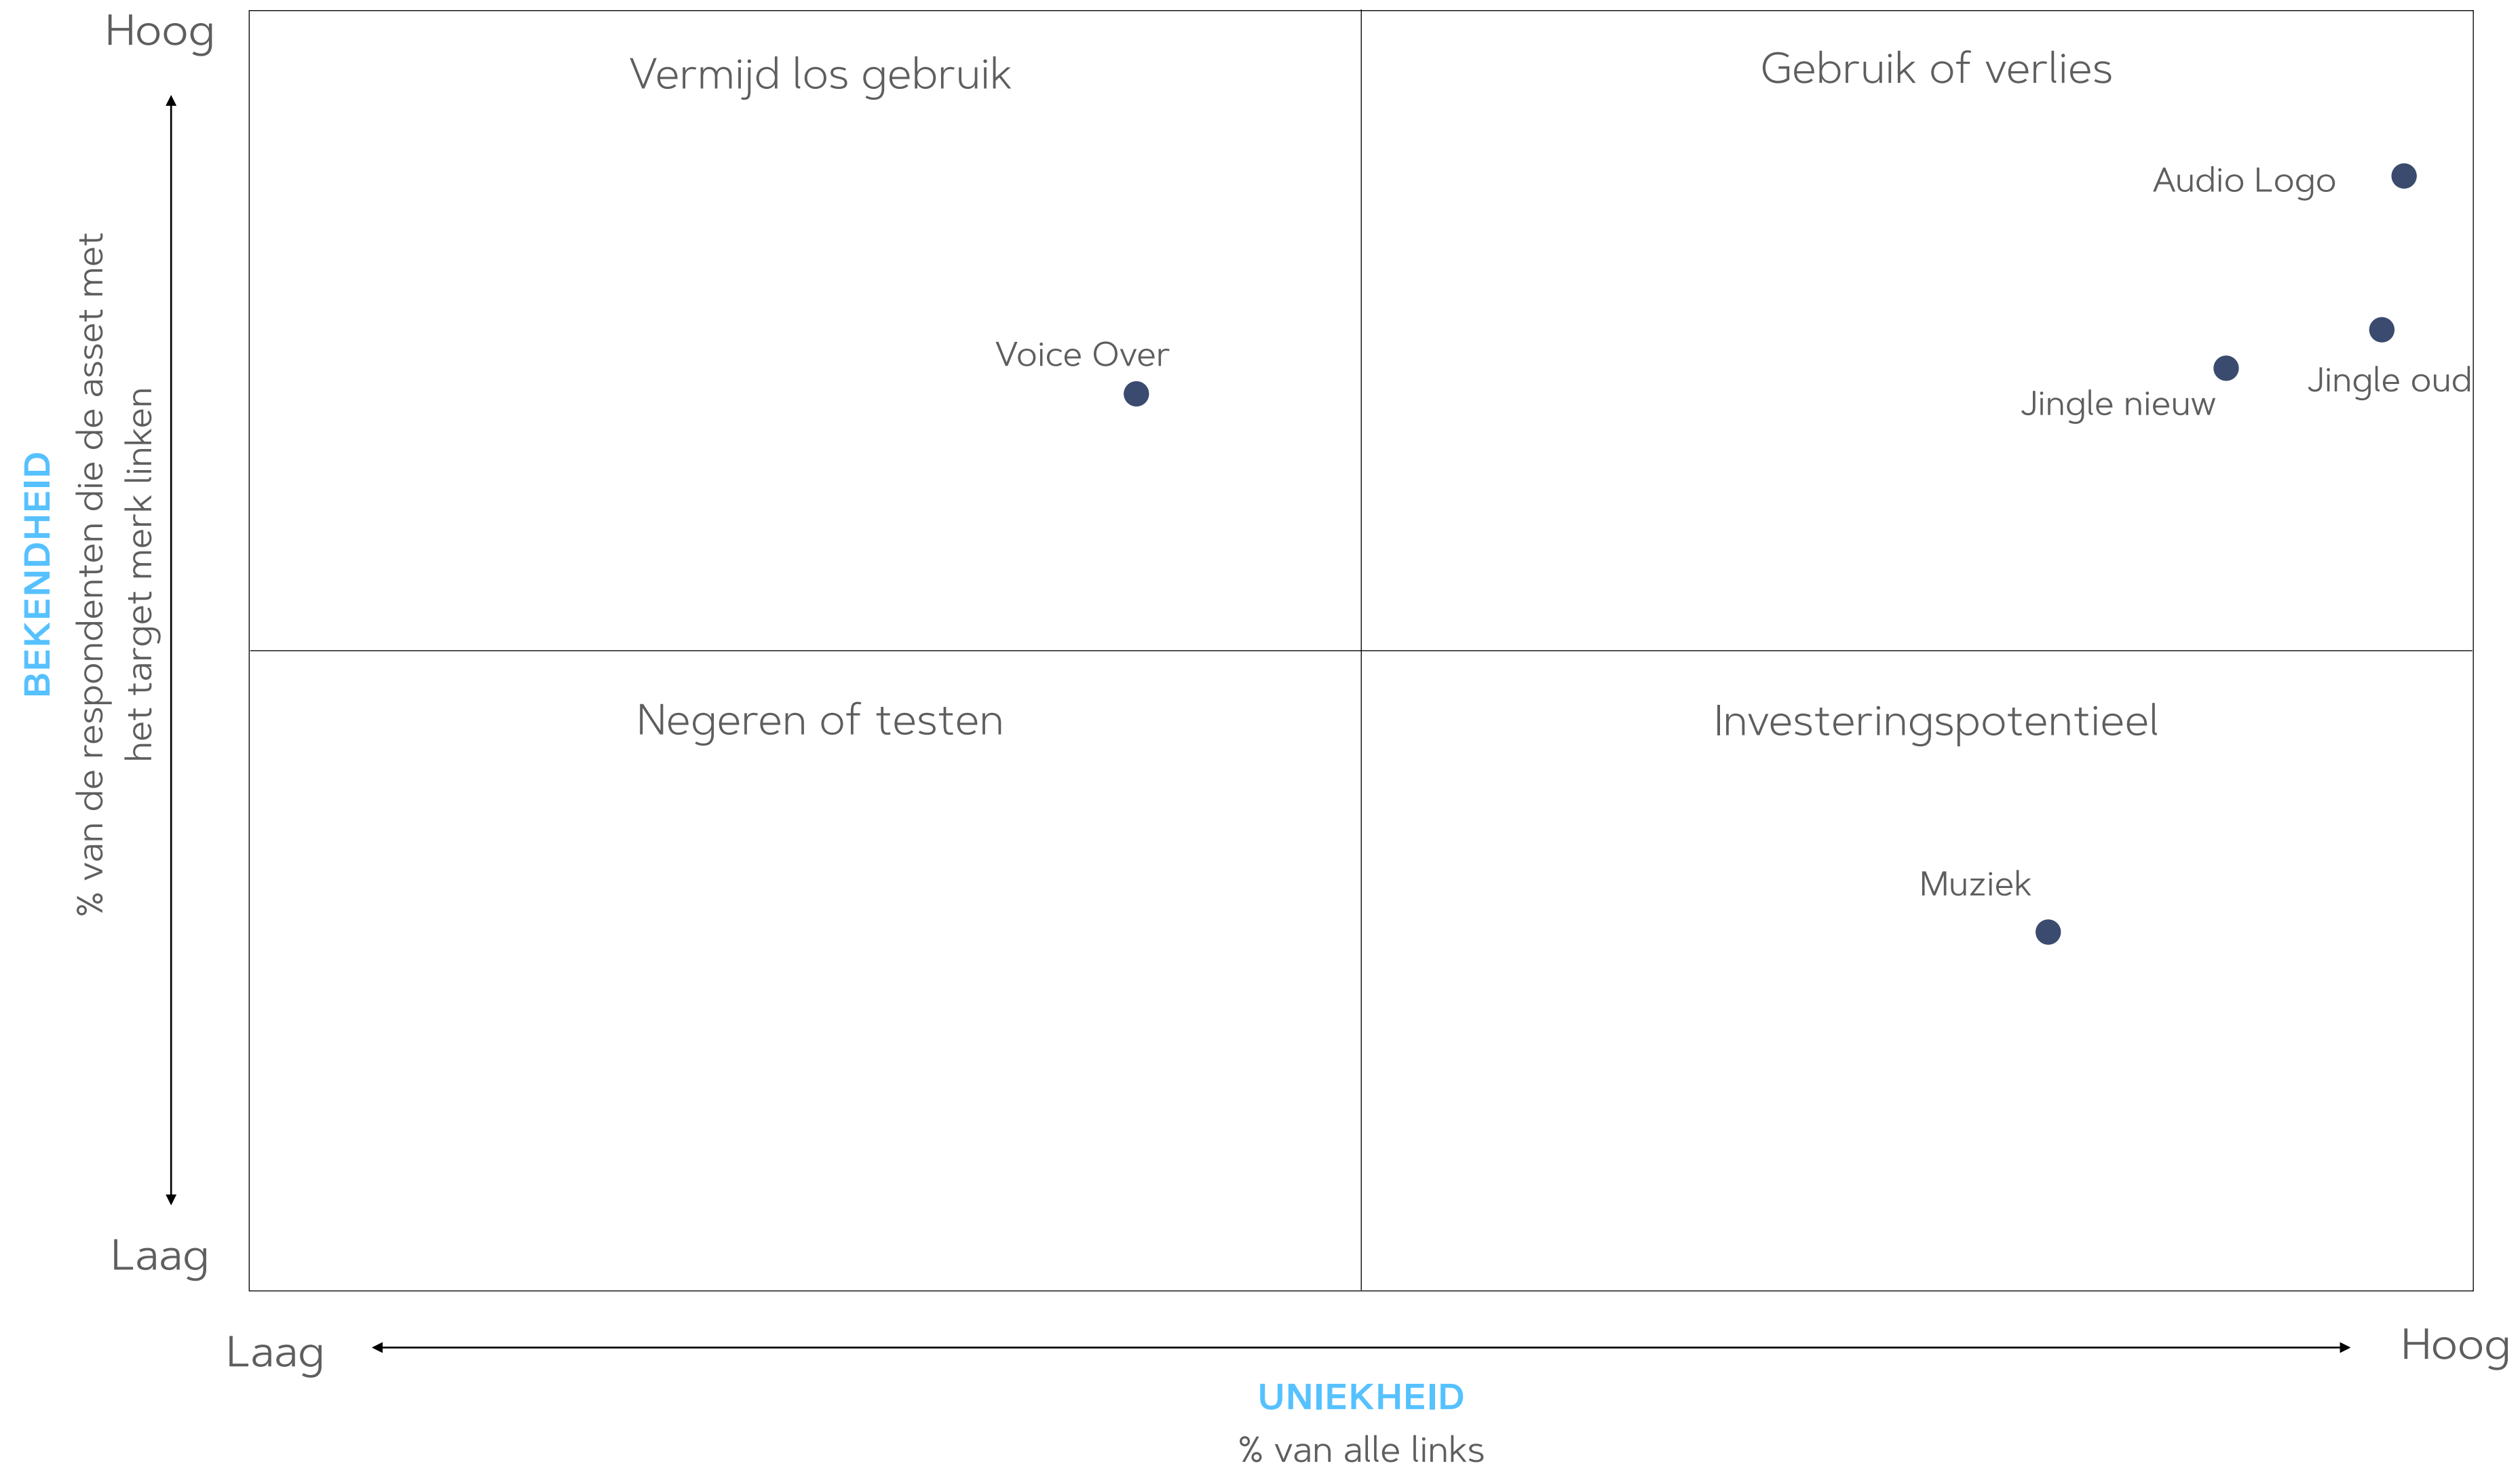 Hoog
Vermijd los gebruik
Gebruik of verlies
Audio Logo
Voice Over
Jingle oud
Jingle nieuw
BEKENDHEID
% van de respondenten die de asset met
het target merk linken
Negeren of testen
Investeringspotentieel
Muziek
Laag
Laag
Hoog
UNIEKHEID
% van alle links